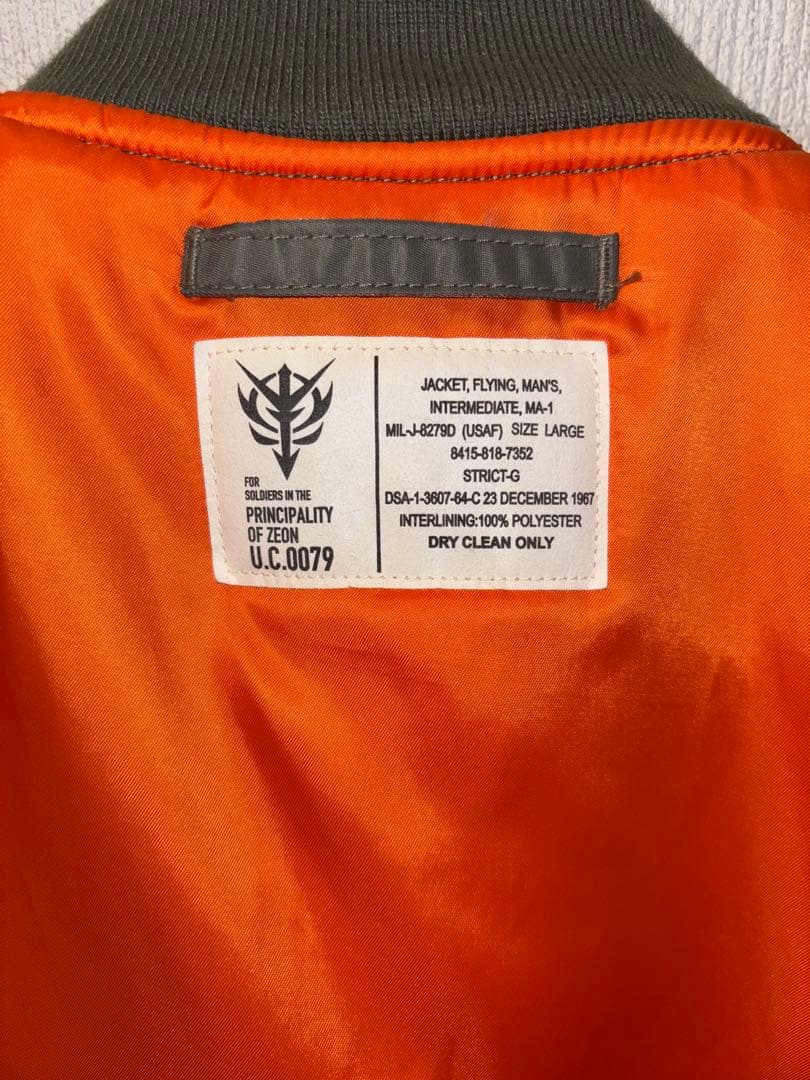 FOR
SOLDIERS IN THE
PRINCIPALITY
OF ZEON
U.C.0079
JACKET, FLYING, MAN'S,
INTERMEDIATE, MA-1
MIL-J-8279D (USAF) SIZE LARGE
8415-818-7352
STRICT-G
DSA-1-3607-64-C 23 DECEMBER 1967
INTERLINING:100% POLYESTER
DRY CLEAN ONLY